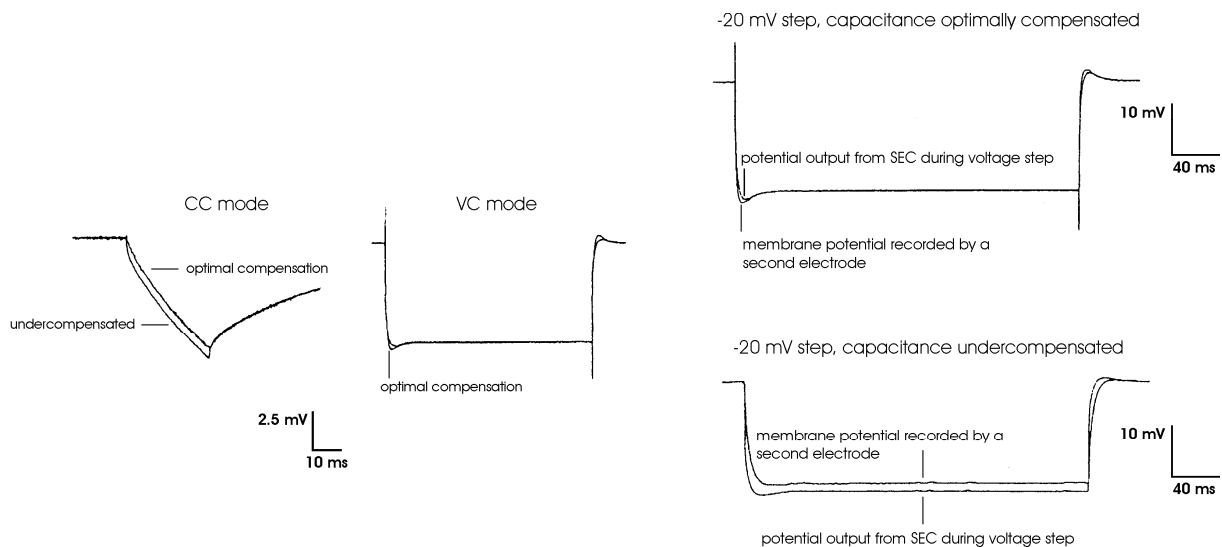 CC mode
optimal compensation
undercompensated
2.5 mV
10 ms
VC mode
optimal compensation
-20 mV step, capacitance optimally compensated
10 mV
40 ms
potential output from SEC during voltage step
membrane potential recorded by a
second electrode
-20 mV step, capacitance undercompensated
10 mV
40 ms
membrane potential recorded by a
second electrode
potential output from SEC during voltage step